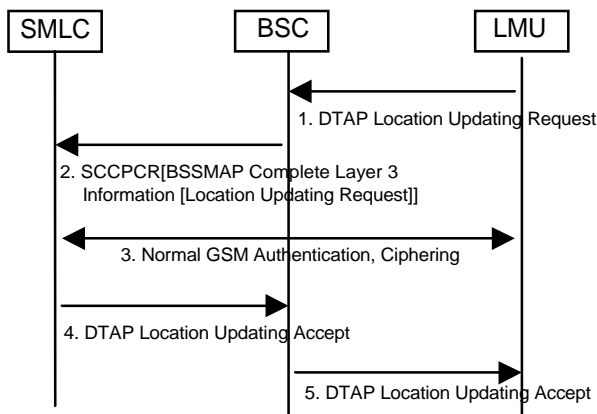 SMLC
BSC
LMU
1. DTAP Location Updating Request
2. SCCPCR[BSSMAP Complete Layer 3
Information [Location Updating Request]]
3. Normal GSM Authentication, Ciphering
4. DTAP Location Updating Accept
5. DTAP Location Updating Accept